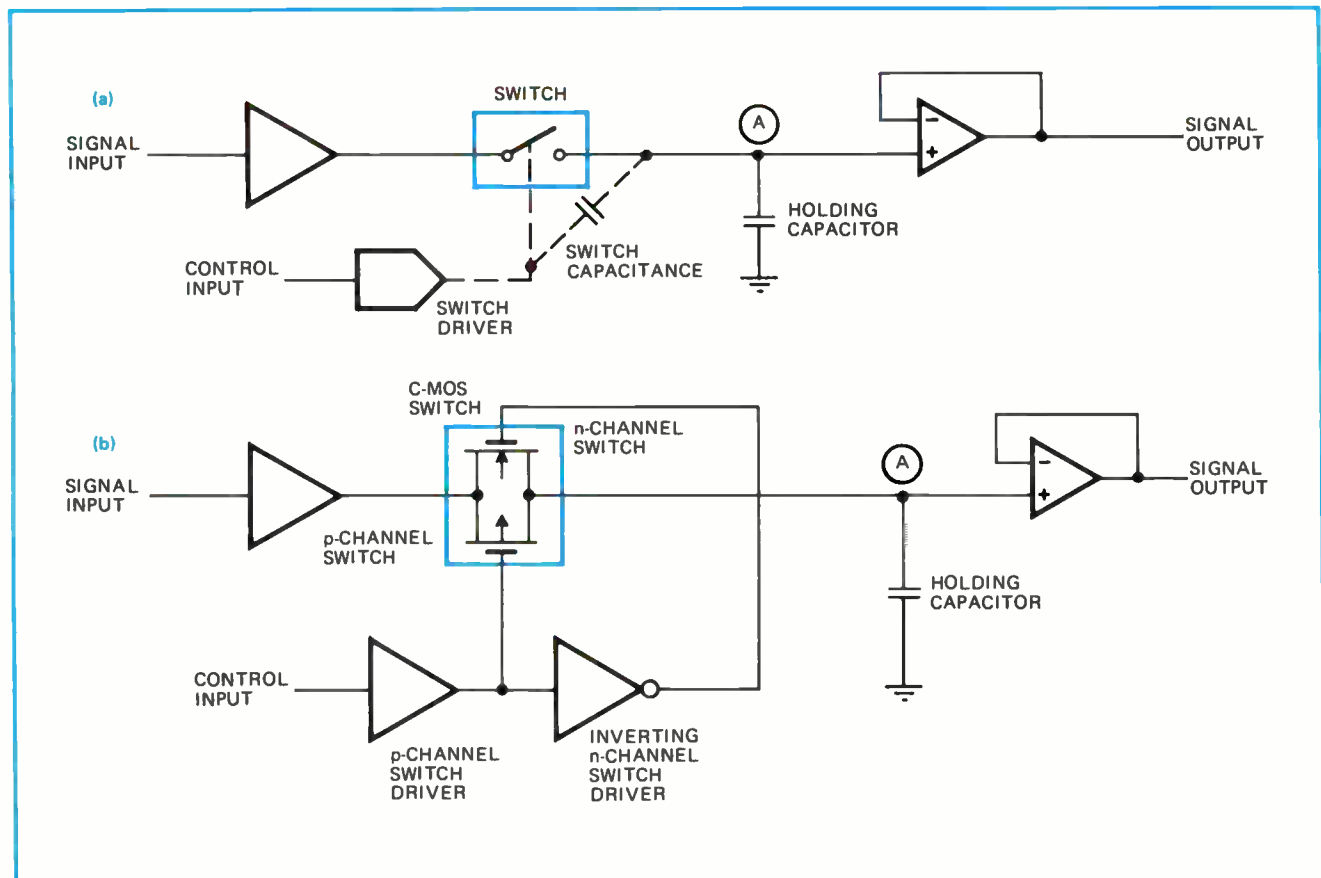 (a)
SWITCH
A
SIGNAL
INPUT
SIGNAL
OUTPUT
-
+
HOLDING
CAPACITOR
SWITCH
CAPACITANCE
CONTROL
INPUT
SWITCH
DRIVER
C-MOS
SWITCH
(b)
n-CHANNEL
SWITCH
A
SIGNAL
INPUT
SIGNAL
OUTPUT
-
+
p-CHANNEL
SWITCH
HOLDING
CAPACITOR
CONTROL
INPUT
p-CHANNEL
SWITCH
DRIVER
INVERTING
n-CHANNEL
SWITCH
DRIVER